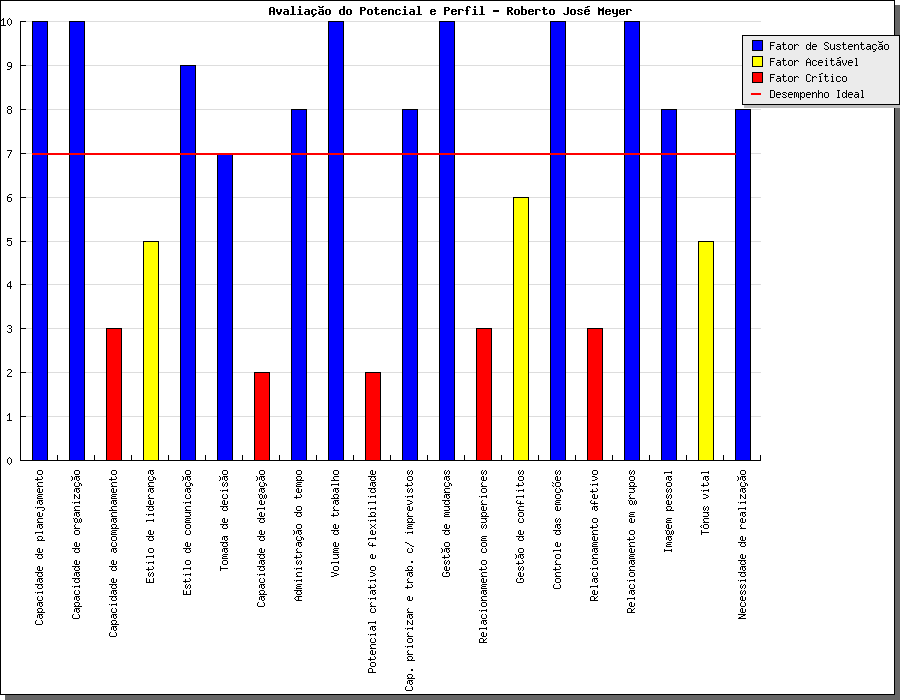 Avaliação do Potencial e Perfil - Roberto José Meyer
10
9
8
7
6
5
4
3
2
1
0
Fator de Sustentação
Fator Aceitável
Fator Crítico
Desempenho Ideal
Capacidade de planejamento
Capacidade de organização
Capacidade de acompanhamento
Estilo de liderança
Estilo de comunicação
Tomada de decisão
Capacidade de delegação
Administração do tempo
Volume de trabalho
Potencial criativo e flexibilidade
Cap. priorizar e trab. c/ imprevistos
Gestão de mudanças
Relacionamento com superiores
Gestão de conflitos
Controle das emoções
Relacionamento afetivo
Relacionamento em grupos
Imagem pessoal
Tônus vital
Necessidade de realização